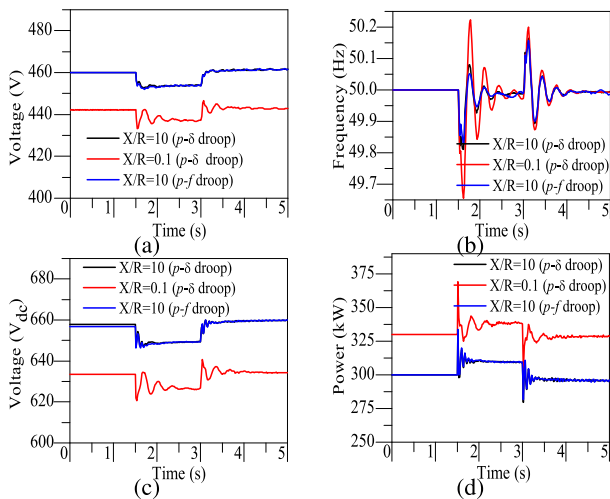 (a)
Voltage (V)
480
460
440
420
400
X/R=10 (p-δ droop)
X/R=0.1 (p-δ droop)
X/R=10 (p-f droop)
0 1 2 3 4 5
Time (s)
(b)
Frequency (Hz)
50.2
50.1
50.0
49.9
49.8
49.7
X/R=10 (p-δ droop)
X/R=0.1 (p-δ droop)
X/R=10 (p-f droop)
0 1 2 3 4 5
Time (s)
(c)
Voltage (Vdc)
680
660
640
620
600
X/R=10 (p-δ droop)
X/R=0.1 (p-δ droop)
X/R=10 (p-f droop)
0 1 2 3 4 5
Time (s)
(d)
Power (kW)
375
350
325
300
275
250
X/R=10 (p-δ droop)
X/R=0.1 (p-δ droop)
X/R=10 (p-f droop)
0 1 2 3 4 5
Time (s)